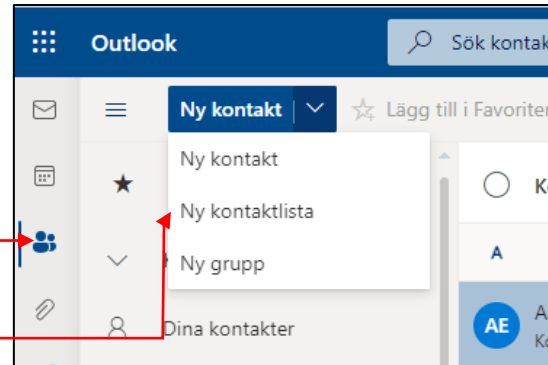 Outlook
Sök kontak
Ny kontakt
Lägg till i Favoriter
Ny kontakt
Ny kontaktlista
Ny grupp
A
Dina kontakter
AE